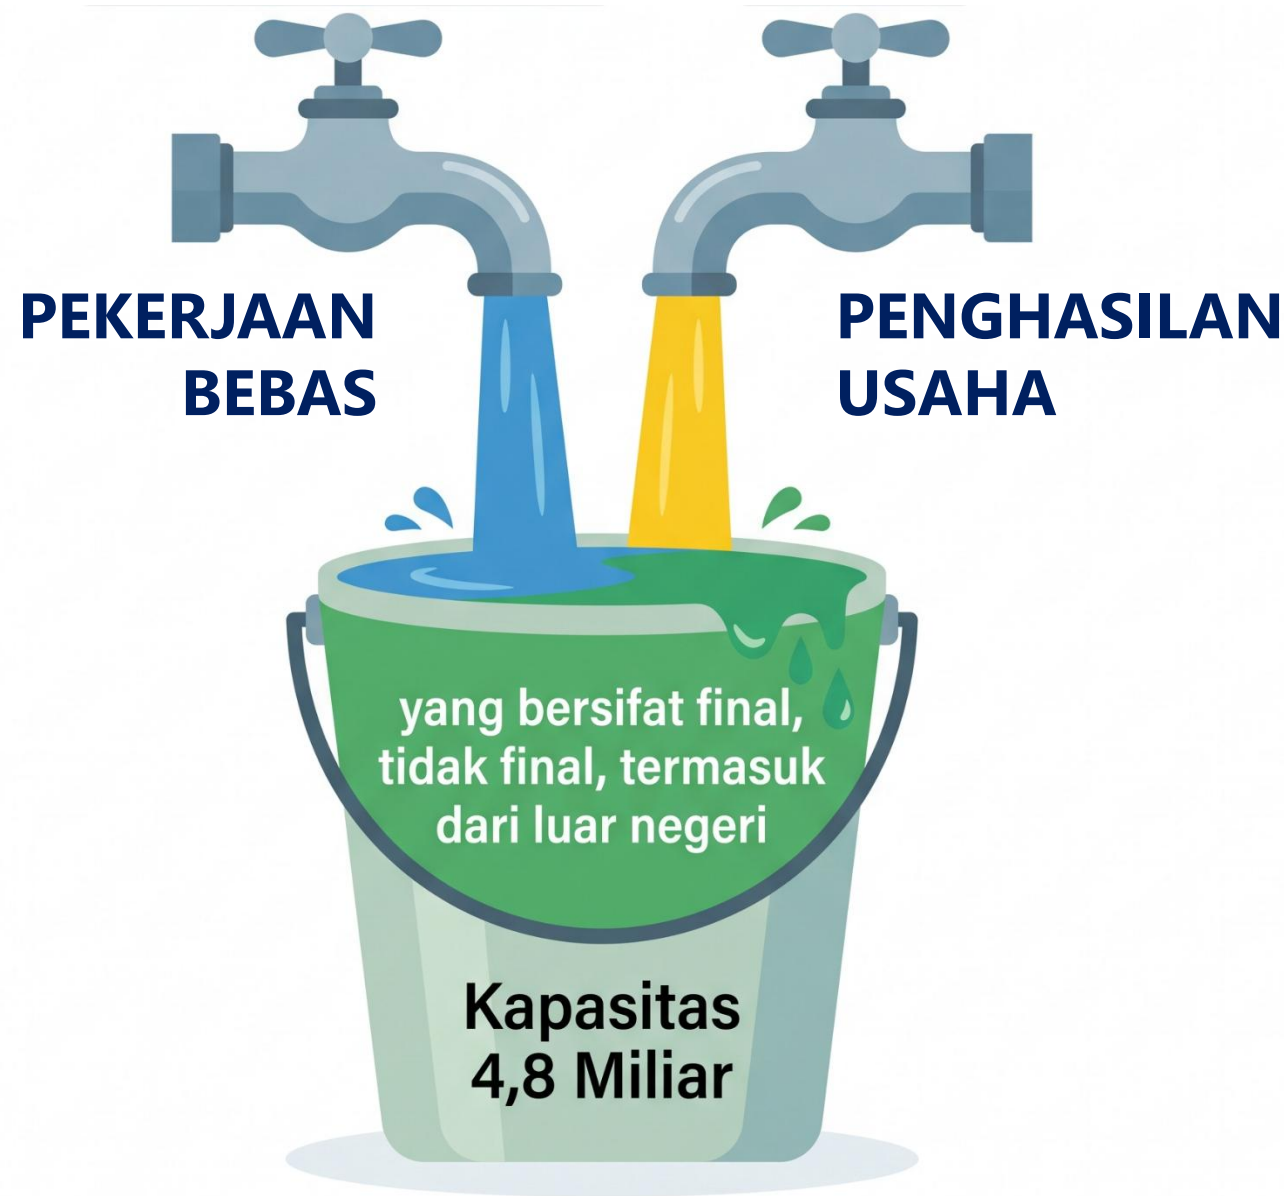 PEKERJAAN
BEBAS
PENGHASILAN
USAHA
yang bersifat final,
tidak final, termasuk
dari luar negeri
Kapasitas
4,8 Miliar